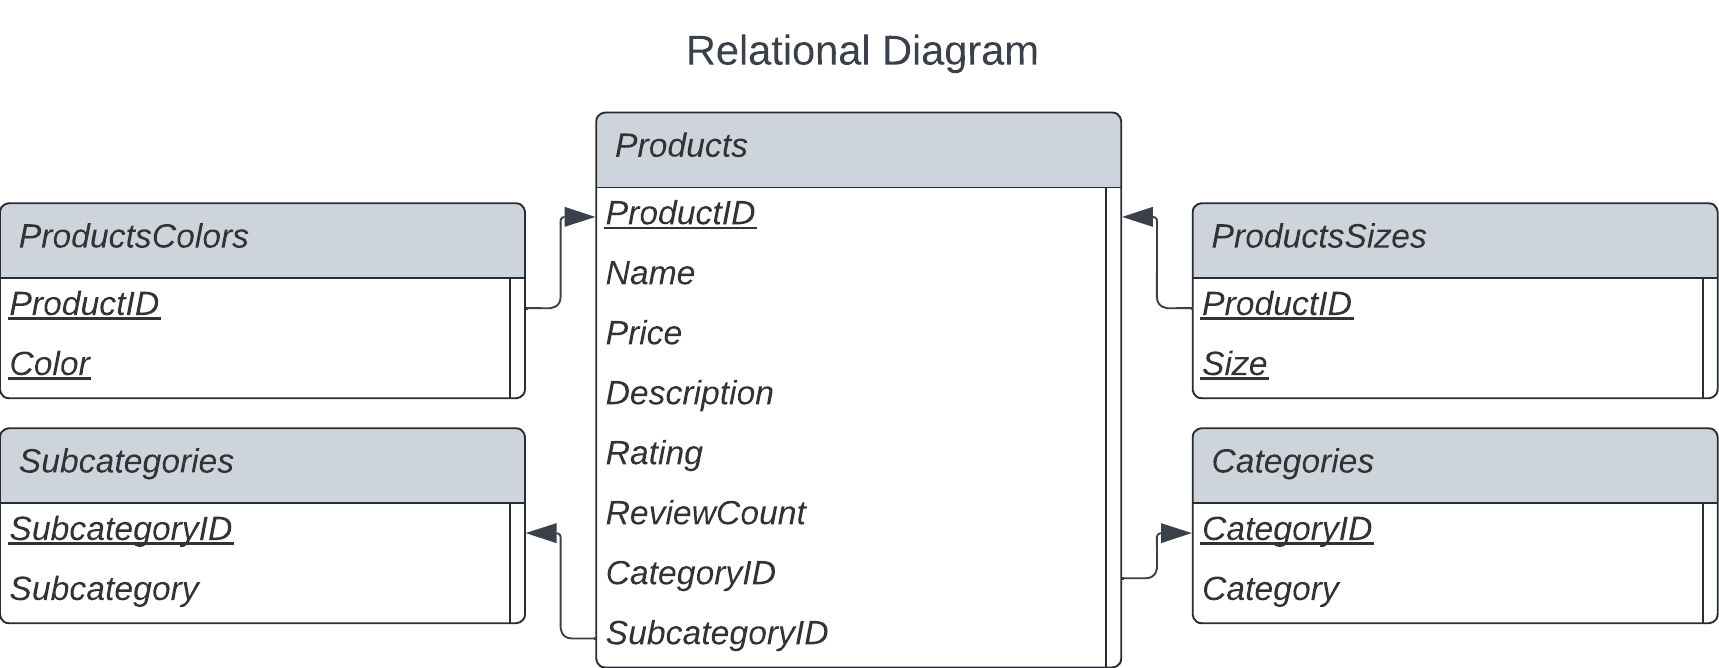 Relational Diagram
Products
ProductID
Name
Price
Description
Rating
ReviewCount
CategoryID
SubcategoryID
ProductsColors
ProductID
Color
Subcategories
SubcategoryID
Subcategory
ProductsSizes
ProductID
Size
Categories
CategoryID
Category